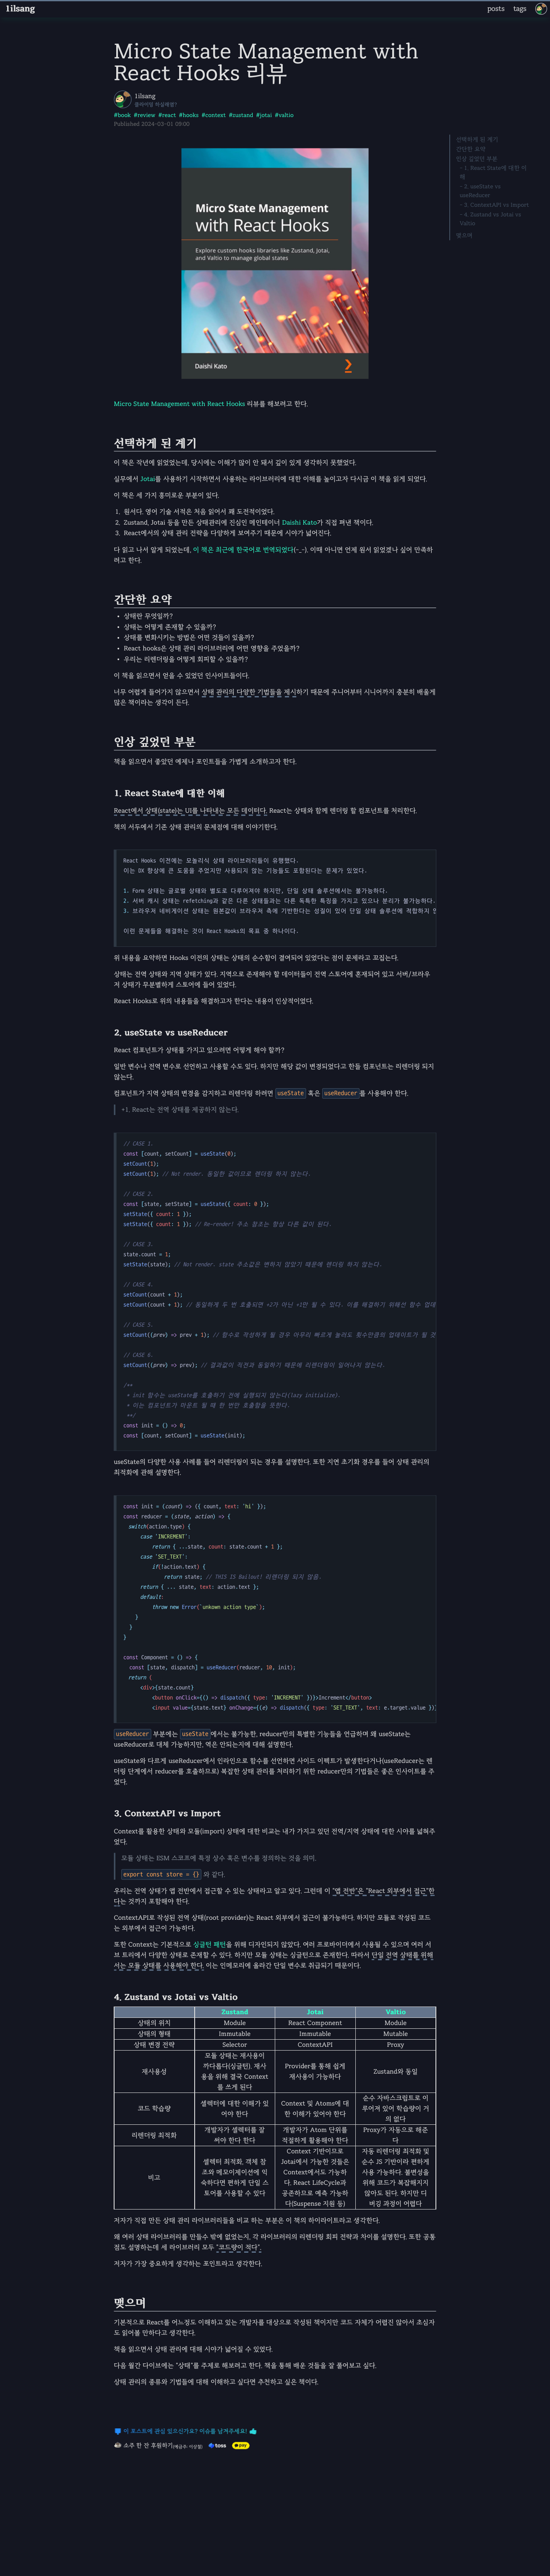 1ilsang
posts tags
Micro State Management with
React Hooks 리뷰
1ilsang
클라이밍 하실래염?
#book #review #react #hooks #context #zustand #jotai #valtio
Published 2024-03-01 09:00
선택하게 된 계기
간단한 요약
인상 깊었던 부분
- 1. React State에 대한 이
해
- 2. useState vs
useReducer
- 3. ContextAPI vs Import
- 4. Zustand vs Jotai vs
Valtio
맺으며
Micro State Management
with React Hooks
Explore custom hooks libraries like Zustand, Jotai,
and Valtio to manage global states
Daishi Kato
Micro State Management with React Hooks 리뷰를 해보려고 한다.
선택하게 된 계기
이 책은 작년에 읽었었는데, 당시에는 이해가 많이 안 돼서 깊이 있게 생각하지 못했었다.
실무에서 Jotai를 사용하기 시작하면서 사용하는 라이브러리에 대한 이해를 높이고자 다시금 이 책을 읽게 되었다.
이 책은 세 가지 흥미로운 부분이 있다.
1. 원서다. 영어 기술 서적은 처음 읽어서 꽤 도전적이었다.
2. Zustand, Jotai 등을 만든 상태관리에 진심인 메인테이너 Daishi Kato가 직접 펴낸 책이다.
3. React에서의 상태 관리 전략을 다양하게 보여주기 때문에 시야가 넓어진다.
다 읽고 나서 알게 되었는데, 이 책은 최근에 한국어로 번역되었다(-_-). 이때 아니면 언제 원서 읽었겠나 싶어 만족하
려고 한다.
간단한 요약
• 상태란 무엇일까?
• 상태는 어떻게 존재할 수 있을까?
• 상태를 변화시키는 방법은 어떤 것들이 있을까?
• React hooks은 상태 관리 라이브러리에 어떤 영향을 주었을까?
• 우리는 리렌더링을 어떻게 회피할 수 있을까?
이 책을 읽으면서 얻을 수 있었던 인사이트들이다.
너무 어렵게 들어가지 않으면서 상태 관리의 다양한 기법들을 제시하기 때문에 주니어부터 시니어까지 충분히 배울게
많은 책이라는 생각이 든다.
인상 깊었던 부분
책을 읽으면서 좋았던 예제나 포인트들을 가볍게 소개하고자 한다.
1. React State에 대한 이해
React에서 상태(state)는 UI를 나타내는 모든 데이터다. React는 상태와 함께 렌더링 할 컴포넌트를 처리한다.
책의 서두에서 기존 상태 관리의 문제점에 대해 이야기한다.
React Hooks 이전에는 모놀리식 상태 라이브러리들이 유행했다.
이는 DX 향상에 큰 도움을 주었지만 사용되지 않는 기능들도 포함된다는 문제가 있었다.
1. Form 상태는 글로벌 상태와 별도로 다루어져야 하지만, 단일 상태 솔루션에서는 불가능하다.
2. 서버 캐시 상태는 refetching과 같은 다른 상태들과는 다른 독특한 특징을 가지고 있으나 분리가 불가능하다.
3. 브라우저 네비게이션 상태는 원본값이 브라우저 측에 기반한다는 성질이 있어 단일 상태 솔루션에 적합하지 않
이런 문제들을 해결하는 것이 React Hooks의 목표 중 하나이다.
위 내용을 요약하면 Hooks 이전의 상태는 상태의 순수함이 결여되어 있었다는 점이 문제라고 꼬집는다.
상태는 전역 상태와 지역 상태가 있다. 지역으로 존재해야 할 데이터들이 전역 스토어에 혼재되어 있고 서버/브라우
저 상태가 무분별하게 스토어에 들어 있었다.
React Hooks로 위의 내용들을 해결하고자 한다는 내용이 인상적이었다.
2. useState vs useReducer
React 컴포넌트가 상태를 가지고 있으려면 어떻게 해야 할까?
일반 변수나 전역 변수로 선언하고 사용할 수도 있다. 하지만 해당 값이 변경되었다고 한들 컴포넌트는 리렌더링 되지
않는다.
컴포넌트가 지역 상태의 변경을 감지하고 리렌더링 하려면 useState 혹은 useReducer를 사용해야 한다.
+1. React는 전역 상태를 제공하지 않는다.
// CASE 1.
const [count, setCount] = useState(0);
setCount(1);
setCount(1); // Not render. 동일한 값이므로 렌더링 하지 않는다.
// CASE 2.
const [state, setState] = useState({ count: 0 });
setState({ count: 1 });
setState({ count: 1 }); // Re-render! 주소 참조는 항상 다른 값이 된다.
// CASE 3.
state.count = 1;
setState(state); // Not render. state 주소값은 변하지 않았기 때문에 렌더링 하지 않는다.
// CASE 4.
setCount(count + 1);
setCount(count + 1); // 동일하게 두 번 호출되면 +2가 아닌 +1만 될 수 있다. 이를 해결하기 위해선 함수 업데
// CASE 5.
setCount((prev) => prev + 1); // 함수로 작성하게 될 경우 아무리 빠르게 눌러도 횟수만큼의 업데이트가 될 것
// CASE 6.
setCount((prev) => prev); // 결과값이 직전과 동일하기 때문에 리렌더링이 일어나지 않는다.
/**
* init 함수는 useState를 호출하기 전에 실행되지 않는다(lazy initialize).
* 이는 컴포넌트가 마운트 될 때 한 번만 호출함을 뜻한다.
**/
const init = () => 0;
const [count, setCount] = useState(init);
useState의 다양한 사용 사례를 들어 리렌더링이 되는 경우를 설명한다. 또한 지연 초기화 경우를 들어 상태 관리의
최적화에 관해 설명한다.
const init = (count) => ({ count, text: 'hi' });
const reducer = (state, action) => {
switch(action.type) {
case 'INCREMENT':
return { ...state, count: state.count + 1 };
case 'SET_TEXT':
if(!action.text) {
return state; // THIS IS Bailout! 리렌더링 되지 않음.
return { ... state, text: action.text };
default:
throw new Error('unkown action type');
}
}
}
const Component = () => {
const [state, dispatch] = useReducer(reducer, 10, init);
return (
<div>{state.count}
<button onClick={() => dispatch({ type: 'INCREMENT' })}>Increment</button>
<input value={state.text} onChange={(e) => dispatch({ type: 'SET_TEXT', text: e.target.value })}
useReducer 부분에는 useState에서는 불가능한, reducer만의 특별한 기능들을 언급하며 왜 useState는
useReducer로 대체 가능하지만, 역은 안되는지에 대해 설명한다.
useState와 다르게 useReducer에서 인라인으로 함수를 선언하면 사이드 이펙트가 발생한다거나(useReducer는 렌
더링 단계에서 reducer를 호출하므로) 복잡한 상태 관리를 처리하기 위한 reducer만의 기법들은 좋은 인사이트를 주
었다.
3. ContextAPI vs Import
Context를 활용한 상태와 모듈(import) 상태에 대한 비교는 내가 가지고 있던 전역/지역 상태에 대한 시야를 넓혀주
었다.
모듈 상태는 ESM 스코프에 특정 상수 혹은 변수를 정의하는 것을 의미,
export const store = {} 와 같다.
우리는 전역 상태가 앱 전반에서 접근할 수 있는 상태라고 알고 있다. 그런데 이 "앱 전반"은, "React 외부에서 접근"한
다는 것까지 포함해야 한다.
ContextAPI로 작성된 전역 상태(root provider)는 React 외부에서 접근이 불가능하다. 하지만 모듈로 작성된 코드
는 외부에서 접근이 가능하다.
또한 Context는 기본적으로 싱글턴 패턴을 위해 디자인되지 않았다. 여러 프로바이더에서 사용될 수 있으며 여러 서
브 트리에서 다양한 상태로 존재할 수 있다. 하지만 모듈 상태는 싱글턴으로 존재한다. 따라서 단일 전역 상태를 위해
서는 모듈 상태를 사용해야 한다. 이는 인메모리에 올라간 단일 변수로 취급되기 때문이다.
4. Zustand vs Jotai vs Valtio
Zustand Jotai Valtio
상태의 위치 Module React Component Module
상태의 형태 Immutable Immutable Mutable
상태 변경 전략 Selector ContextAPI Proxy
재사용성 모듈 상태는 재사용이 까다롭다(싱글턴). 재사용을 위해 결국 Context를 쓰게 된다 Provider를 통해 쉽게 재사용이 가능하다 Zustand와 동일
코드 학습량 셀렉터에 대한 이해가 있어야 한다 Context 및 Atoms에 대한 이해가 있어야 한다 순수 자바스크립트로 이루어져 있어 학습량이 거의 없다
리렌더링 최적화 개발자가 셀렉터를 잘 써야 한다 한다 개발자가 Atom 단위를 적절하게 활용해야 한다 Proxy가 자동으로 해준다
비고 셀렉터 최적화, 객체 참조와 메모이제이션에 익숙하다면 편하게 단일 스토어를 사용할 수 있다 Context 기반이므로 Jotai에서 가능한 것들은 Context에서도 가능하다. React LifeCycle과 공존하므로 예측 가능하다(Suspense 지원 등) 자동 리렌더링 최적화 및 순수 JS 기반이라 편하게 사용 가능하다. 불변성을 위해 코드가 복잡해지지 않아도 된다. 하지만 디버깅 과정이 어렵다
저자가 직접 만든 상태 관리 라이브러리들을 비교 하는 부분은 이 책의 하이라이트라고 생각한다.
왜 여러 상태 라이브러리를 만들수 밖에 없었는지, 각 라이브러리의 리렌더링 회피 전략과 차이를 설명한다. 또한 공통
점도 설명하는데 세 라이브러리 모두 "코드량이 적다".
저자가 가장 중요하게 생각하는 포인트라고 생각한다.
맺으며
기본적으로 React를 어느정도 이해하고 있는 개발자를 대상으로 작성된 책이지만 코드 자체가 어렵진 않아서 초심자
도 읽어볼 만하다고 생각한다.
책을 읽으면서 상태 관리에 대해 시야가 넓어질 수 있었다.
다음 월간 다이브에는 "상태"를 주제로 해보려고 한다. 책을 통해 배운 것들을 잘 풀어보고 싶다.
상태 관리의 종류와 기법들에 대해 이해하고 싶다면 추천하고 싶은 책이다.
이 포스트에 관심 있으신가요? 이슈를 남겨주세요!
소주 한 잔 후원하기(예금주: 이상철) toss pay